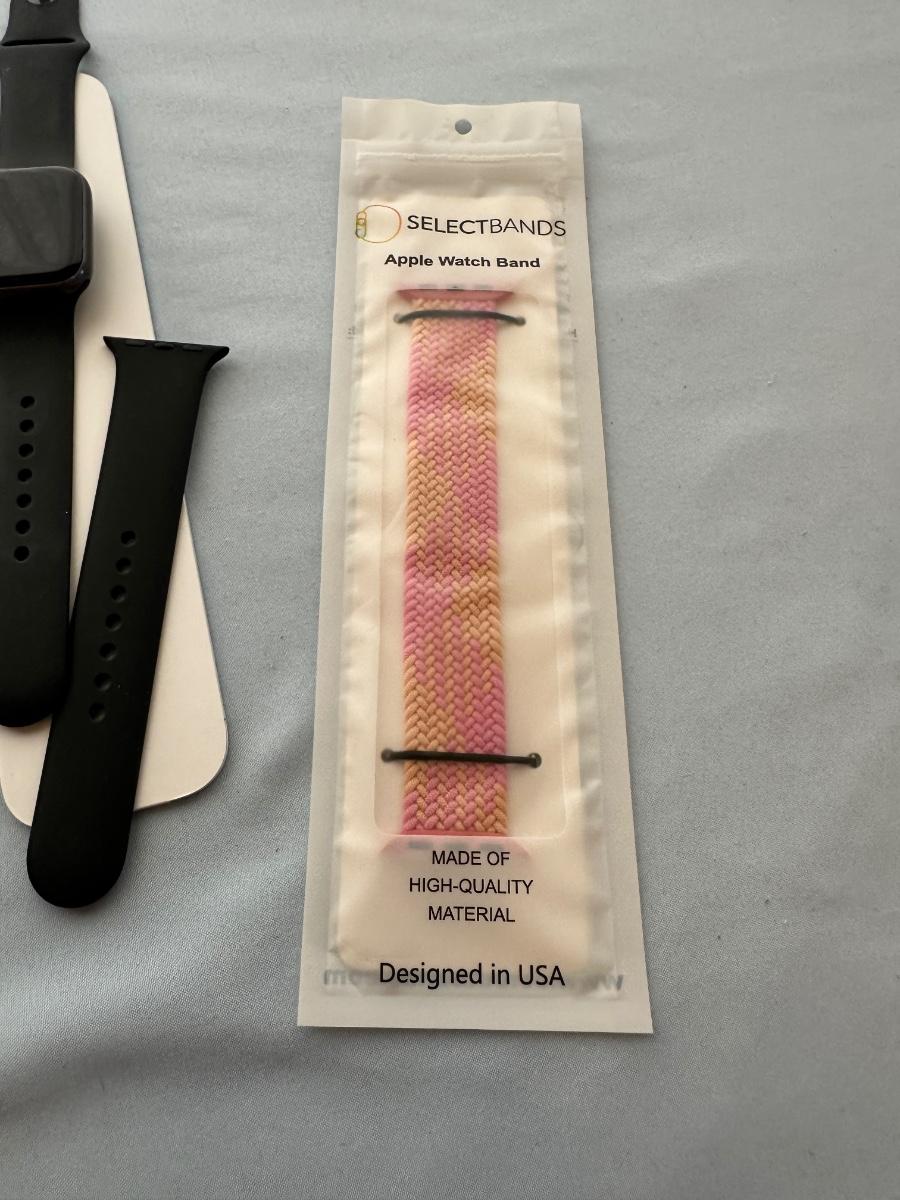 SELECTBANDS
Apple Watch Band
MADE OF
HIGH-QUALITY
MATERIAL
Designed in USA